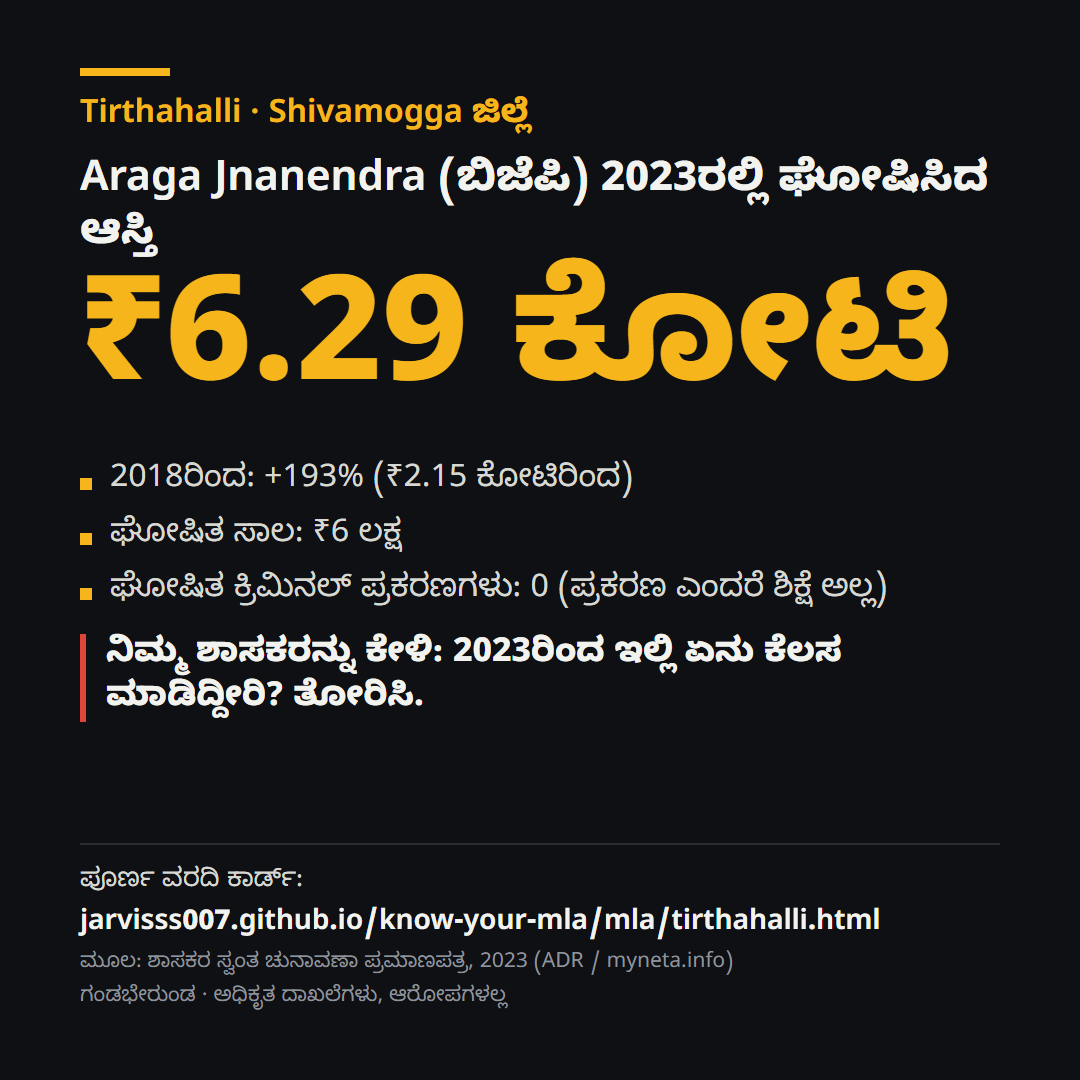 Tirthahalli · Shivamogga ಜಿಲ್ಲೆ
Araga Jnanendra (ಬಿಜೆಪಿ) 2023ರಲ್ಲಿ ಘೋಷಿಸಿದ
ಆಸ್ತಿ
₹6.29 ಕೋಟಿ
2018ರಿಂದ: +193% (₹2.15 ಕೋಟಿರಿಂದ)
ಘೋಷಿತ ಸಾಲ: ₹6 ಲಕ್ಷ
ಘೋಷಿತ ಕ್ರಿಮಿನಲ್ ಪ್ರಕರಣಗಳು: 0 (ಪ್ರಕರಣ ಎಂದರೆ ಶಿಕ್ಷೆ ಅಲ್ಲ)
ನಿಮ್ಮ ಶಾಸಕರನ್ನು ಕೇಳಿ: 2023ರಿಂದ ಇಲ್ಲಿ ಏನು ಕೆಲಸ
ಮಾಡಿದ್ದೀರಿ? ತೋರಿಸಿ.
ಪೂರ್ಣ ವರದಿ ಕಾರ್ಡ್:
jarvisss007.github.io/know-your-mla/mla/tirthahalli.html
ಮೂಲ: ಶಾಸಕರ ಸ್ವಂತ ಚುನಾವಣಾ ಪ್ರಮಾಣಪತ್ರ, 2023 (ADR / myneta.info)
ಗಂಡಭೇರುಂಡ · ಅಧಿಕೃತ ದಾಖಲೆಗಳು, ಆರೋಪಗಳಲ್ಲ